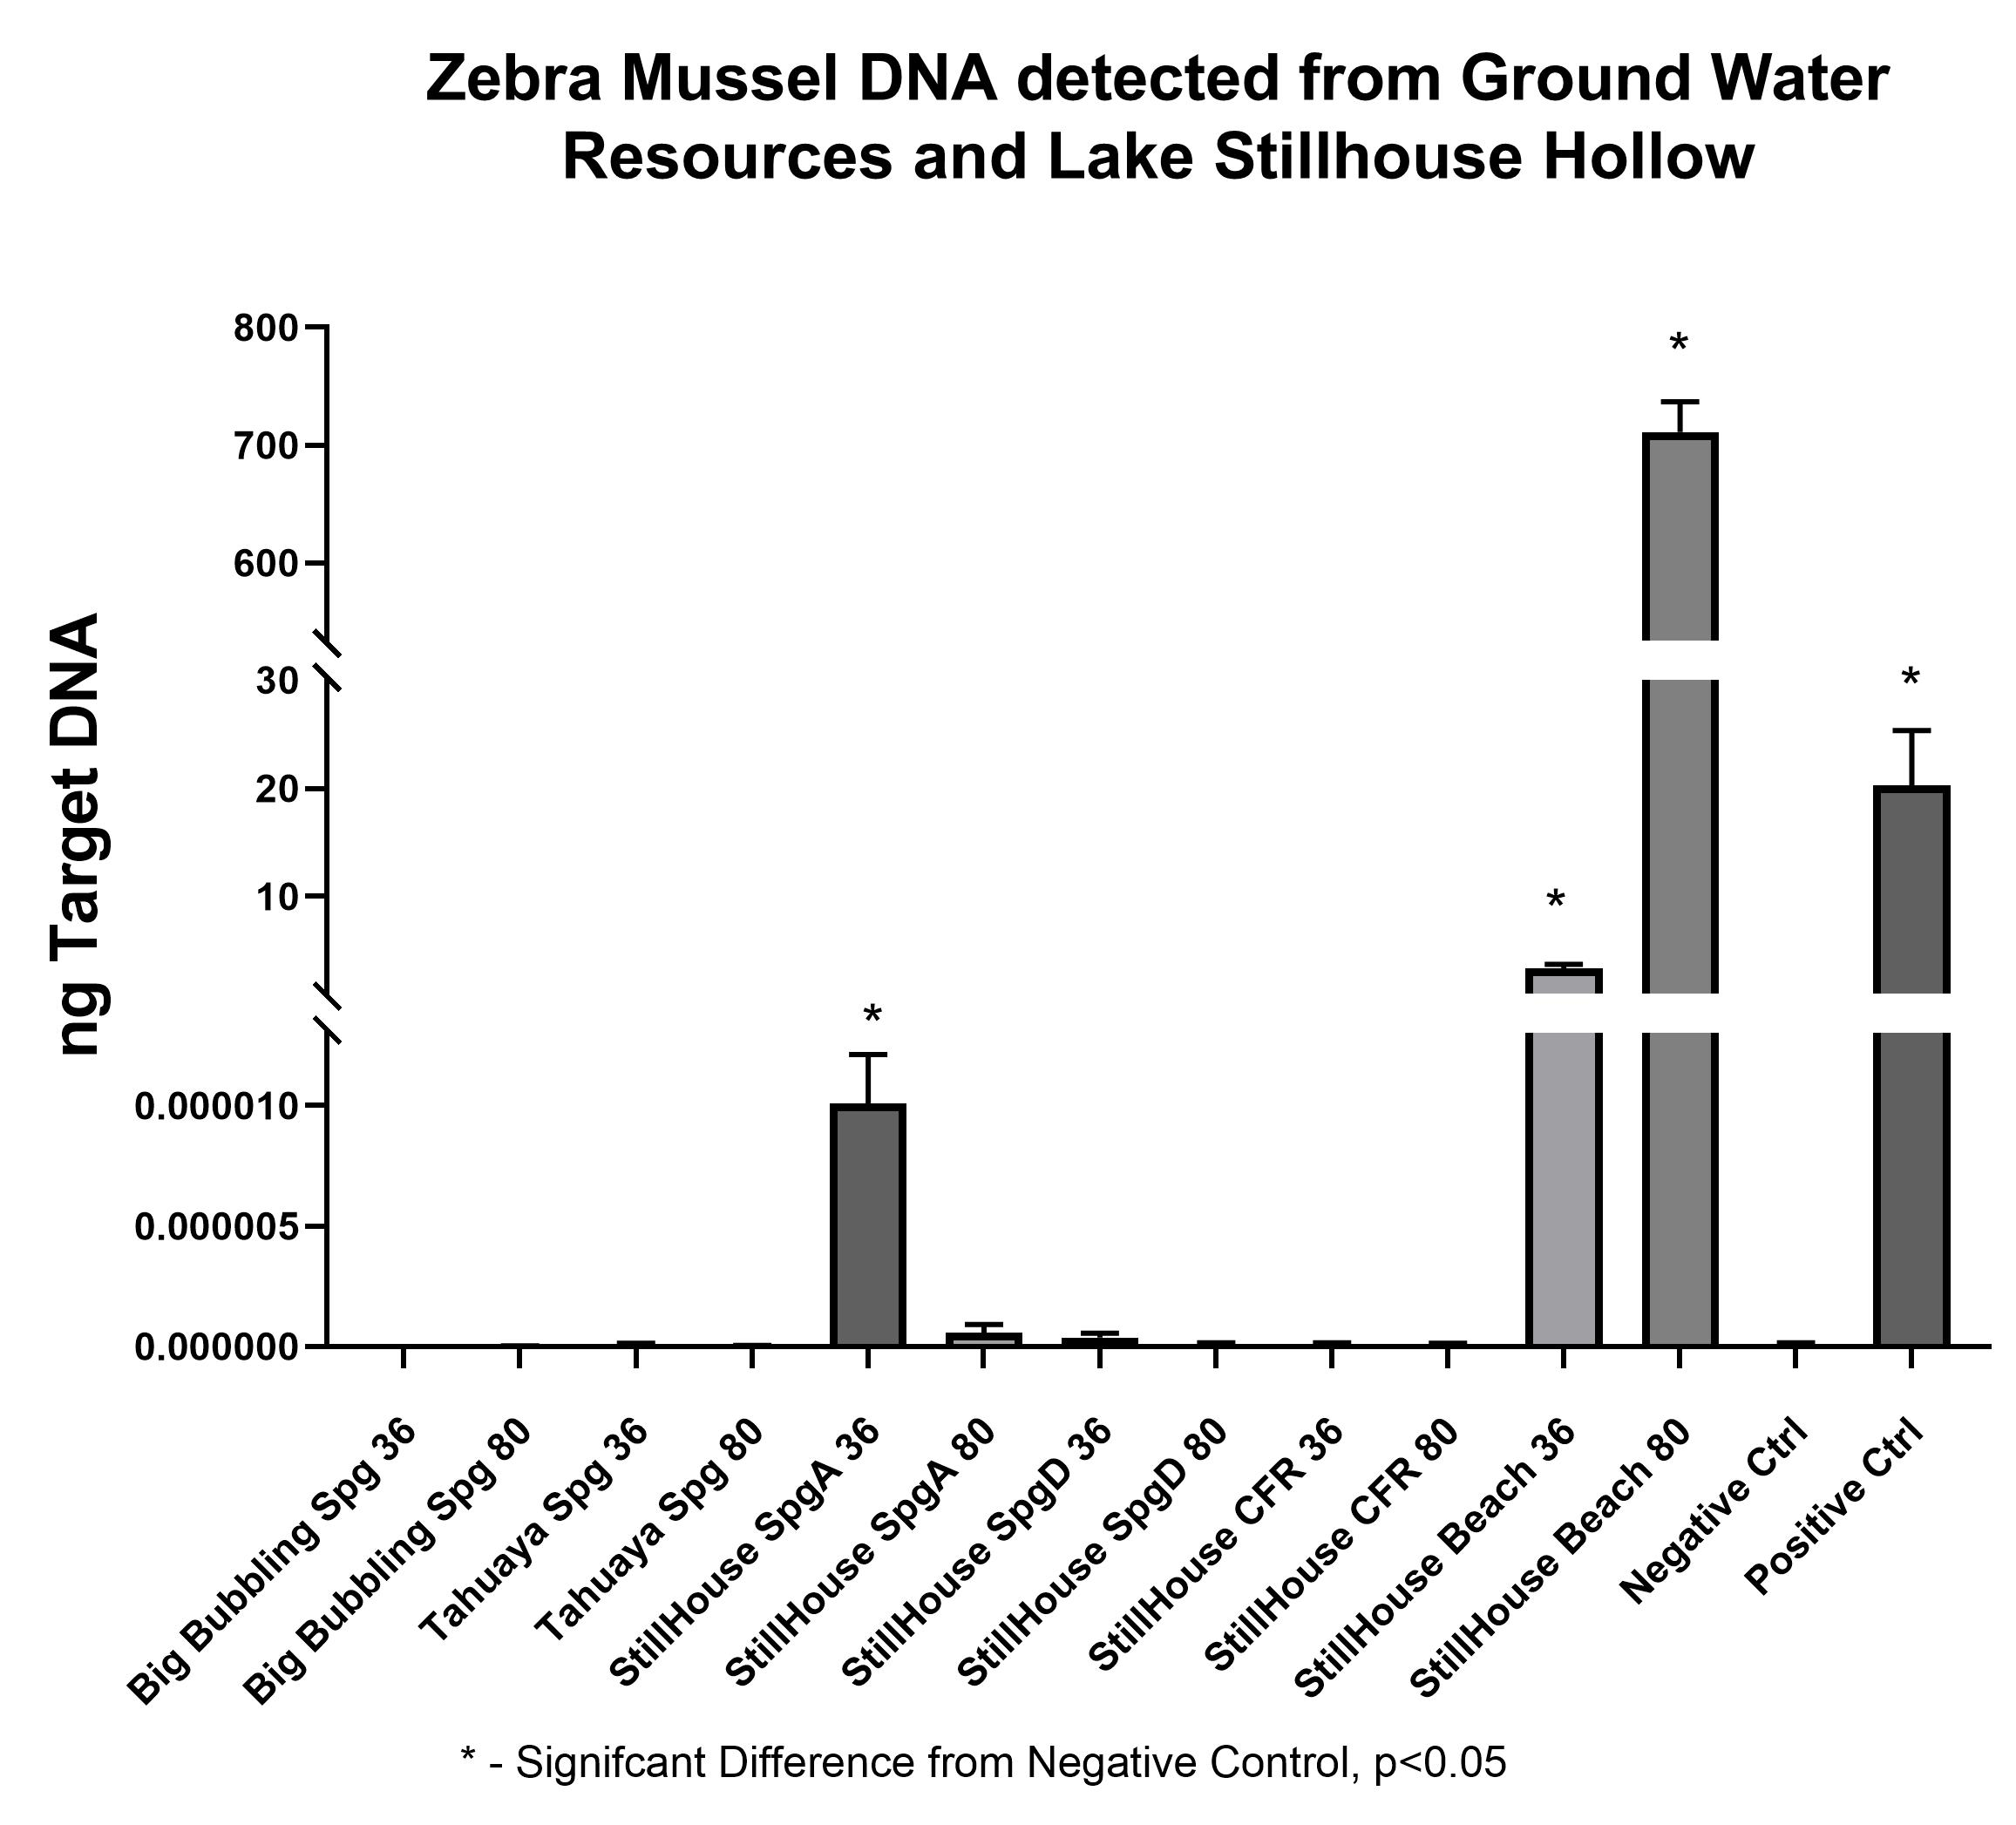 Zebra Mussel DNA detected from Ground Water
Resources and Lake Stillhouse Hollow
ng Target DNA
800
700
600
30
20
10
0.000010
0.000005
0.000000
*
*
*
*
Big Bubbling Spg 36
Big Bubbling Spg 80
Tahuaya Spg 36
Tahuaya Spg 80
StillHouse SpgA 36
StillHouse SpgA 80
StillHouse SpgD 36
StillHouse SpgD 80
StillHouse CFR 36
StillHouse CFR 80
StillHouse Beach 36
StillHouse Beach 80
Negative Ctrl
Positive Ctrl
* - Signifcant Difference from Negative Control, p<0.05